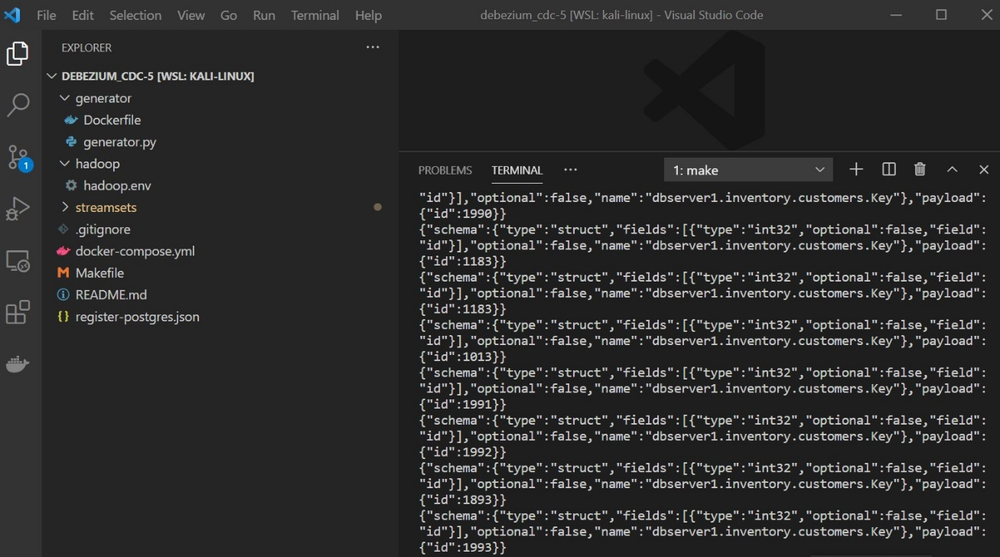 File Edit Selection View Go Run Terminal Help debezium_cdc-5 [WSL: kali-linux] - Visual Studio Code
EXPLORER
DEBEZIUM_CDC-5 [WSL: KALI-LINUX]
generator
Dockerfile
generator.py
hadoop
hadoop.env
streamsets
.gitignore
docker-compose.yml
Makefile
README.md
register-postgres.json
1
PROBLEMS TERMINAL 1: make
"id"}],"optional":false,"name":"dbserver1.inventory.customers.Key"},"payload":
{"id":1990}}
{"schema":{"type":"struct","fields":[{"type":"int32","optional":false,"field":
"id"}],"optional":false,"name":"dbserver1.inventory.customers.Key"},"payload":
{"id":1183}}
{"schema":{"type":"struct","fields":[{"type":"int32","optional":false,"field":
"id"}],"optional":false,"name":"dbserver1.inventory.customers.Key"},"payload":
{"id":1183}}
{"schema":{"type":"struct","fields":[{"type":"int32","optional":false,"field":
"id"}],"optional":false,"name":"dbserver1.inventory.customers.Key"},"payload":
{"id":1013}}
{"schema":{"type":"struct","fields":[{"type":"int32","optional":false,"field":
"id"}],"optional":false,"name":"dbserver1.inventory.customers.Key"},"payload":
{"id":1991}}
{"schema":{"type":"struct","fields":[{"type":"int32","optional":false,"field":
"id"}],"optional":false,"name":"dbserver1.inventory.customers.Key"},"payload":
{"id":1992}}
{"schema":{"type":"struct","fields":[{"type":"int32","optional":false,"field":
"id"}],"optional":false,"name":"dbserver1.inventory.customers.Key"},"payload":
{"id":1893}}
{"schema":{"type":"struct","fields":[{"type":"int32","optional":false,"field":
"id"}],"optional":false,"name":"dbserver1.inventory.customers.Key"},"payload":
{"id":1993}}